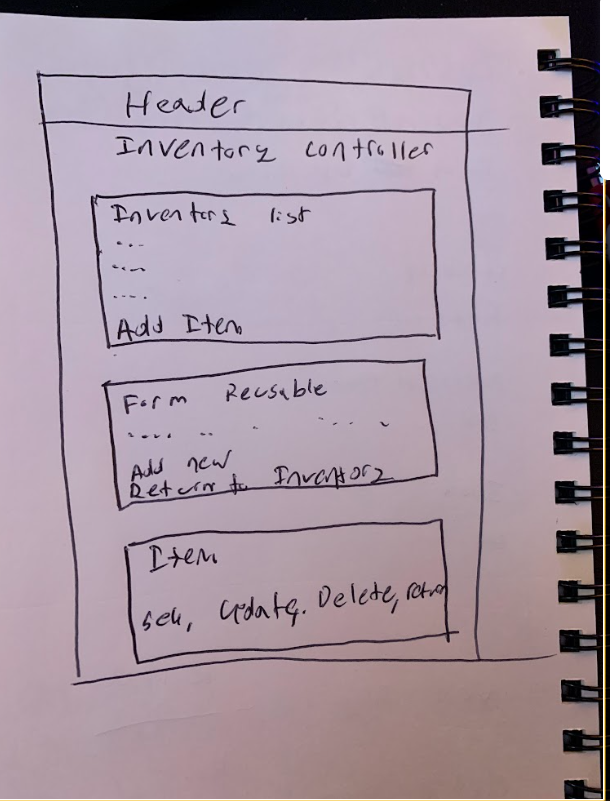 Header
Inventory controller
Inventory list
...
...
....
Add Item
Form Reusable
Add new
Return to Inventory
Item
Sell, Update, Delete, return